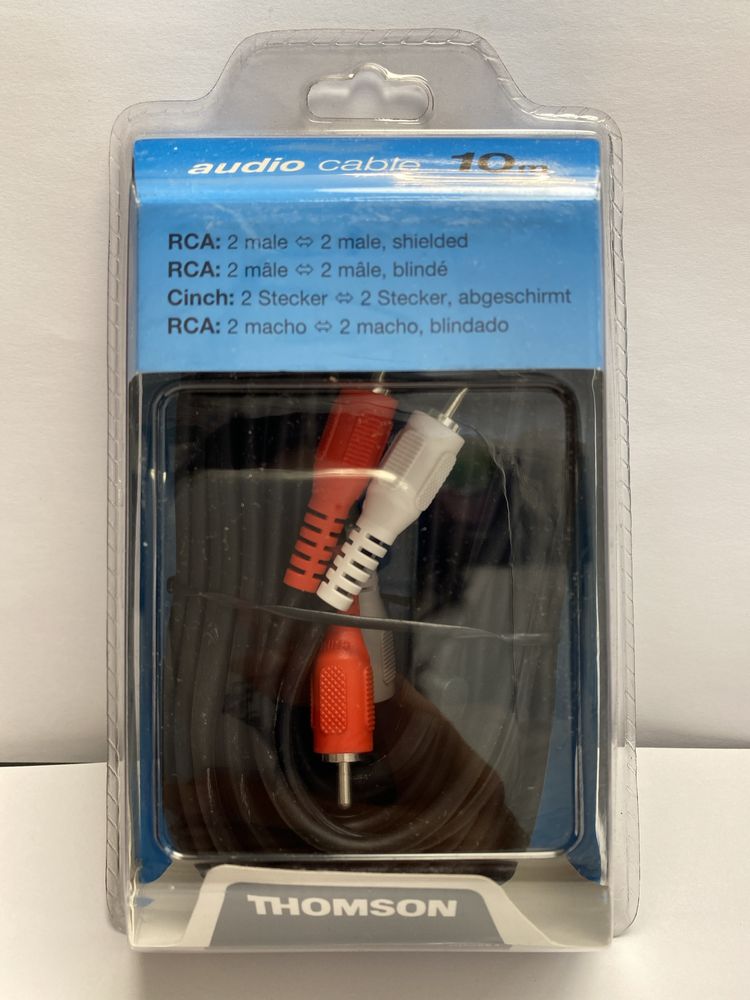 audio cable 10m
RCA: 2 male ⇔ 2 male, shielded
RCA: 2 mâle ⇔ 2 mâle, blindé
Cinch: 2 Stecker ⇔ 2 Stecker, abgeschirmt
RCA: 2 macho ⇔ 2 macho, blindado
THOMSON